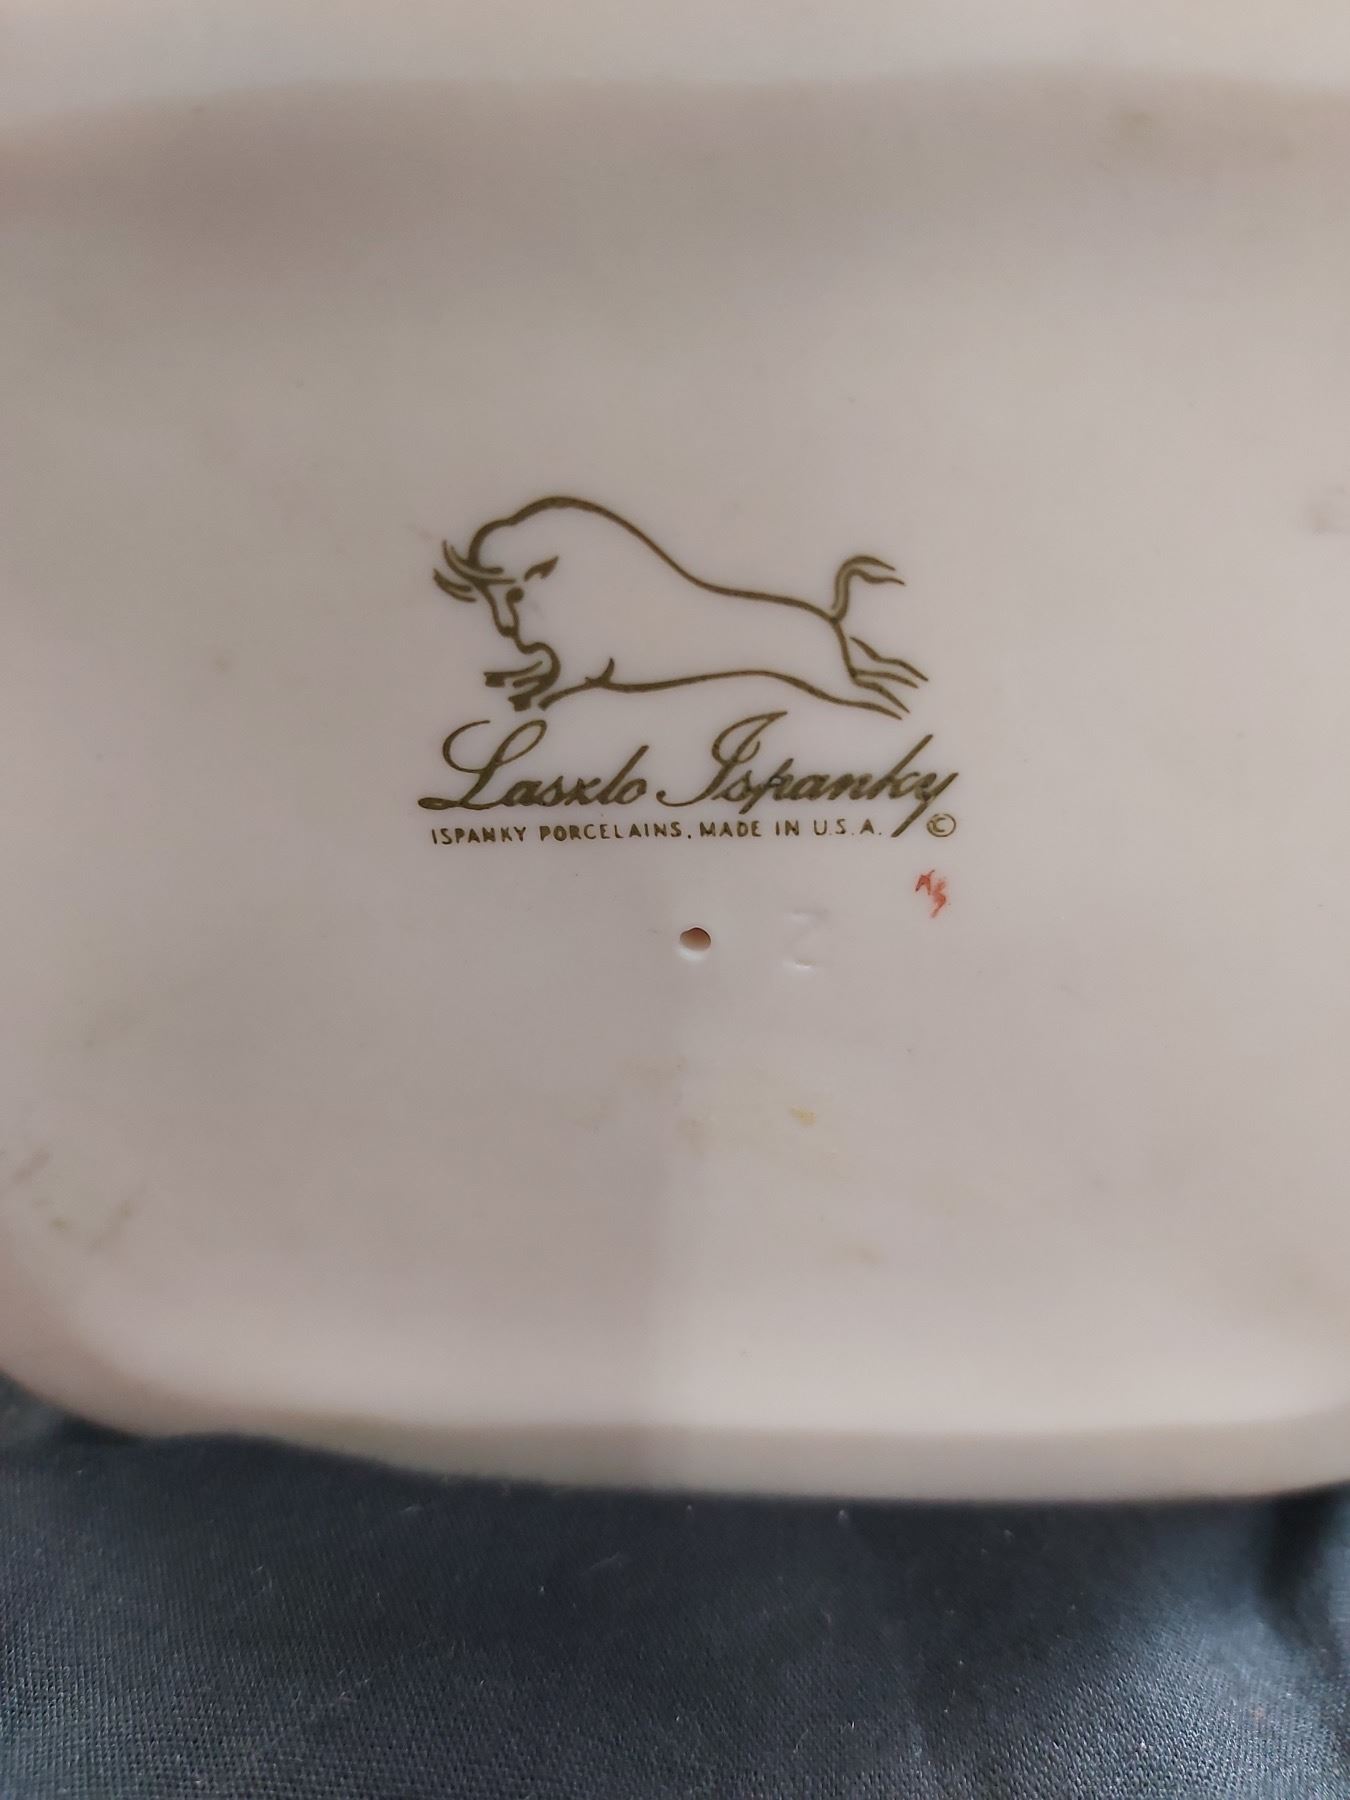 Laszlo Ispanky
ISPANKY PORCELAINS, MADE IN U.S.A. ©